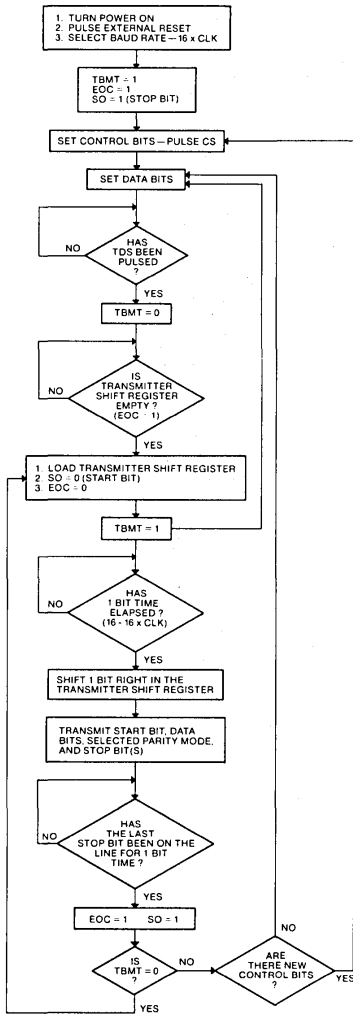 1. TURN POWER ON
2. PULSE EXTERNAL RESET
3. SELECT BAUD RATE — 16 x CLK
TBMT = 1
EOC = 1
SO = 1 (STOP BIT)
SET CONTROL BITS — PULSE CS
SET DATA BITS
HAS
TDS BEEN
PULSED
?
NO
YES
TBMT = 0
IS
TRANSMITTER
SHIFT REGISTER
EMPTY ?
(EOC = 1)
NO
YES
1. LOAD TRANSMITTER SHIFT REGISTER
2. SO = 0 (START BIT)
3. EOC = 0
TBMT = 1
HAS
1 BIT TIME
ELAPSED ?
(16 - 16 x CLK)
NO
YES
SHIFT 1 BIT RIGHT IN THE
TRANSMITTER SHIFT REGISTER
TRANSMIT START BIT, DATA
BITS, SELECTED PARITY MODE,
AND STOP BIT(S)
HAS
THE LAST
STOP BIT BEEN ON THE
LINE FOR 1 BIT
TIME ?
NO
YES
EOC = 1 SO = 1
IS
TBMT = 0
?
NO
YES
ARE
THERE NEW
CONTROL BITS
?
NO
YES